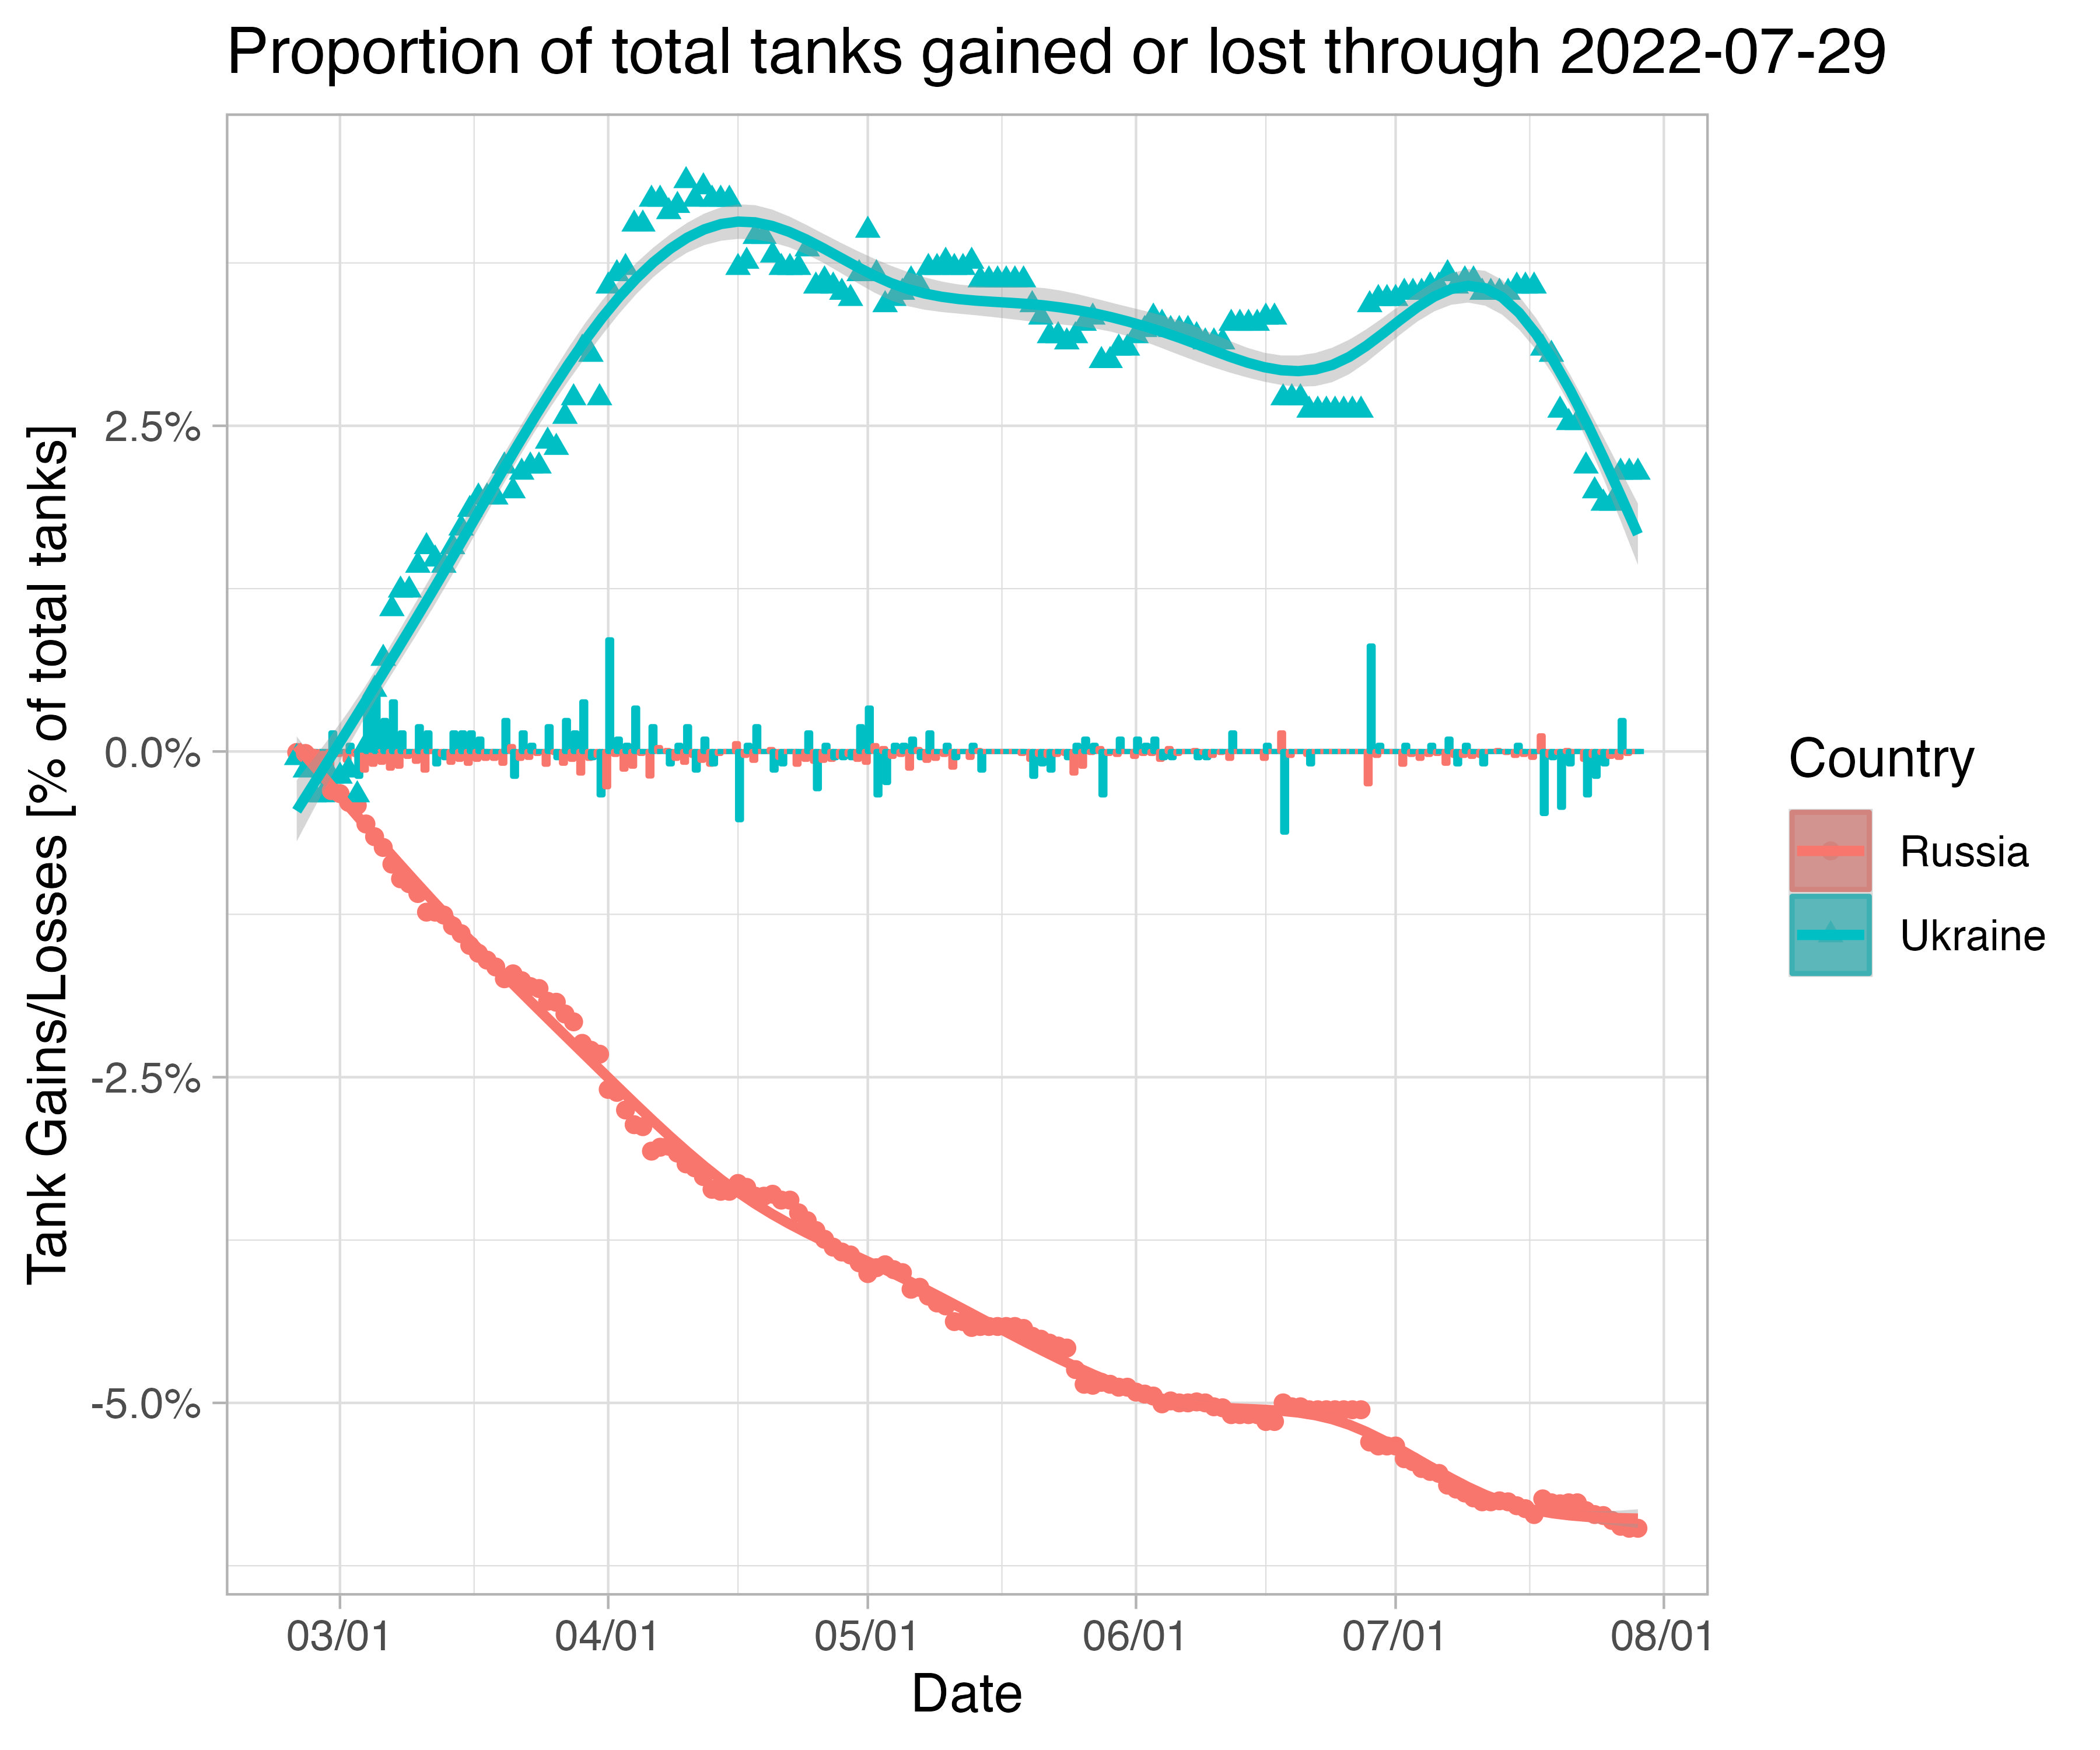 Proportion of total tanks gained or lost through 2022-07-29
Tank Gains/Losses [% of total tanks]
2.5%
0.0%
-2.5%
-5.0%
03/01
04/01
05/01
06/01
07/01
08/01
Date
Country
Russia
Ukraine